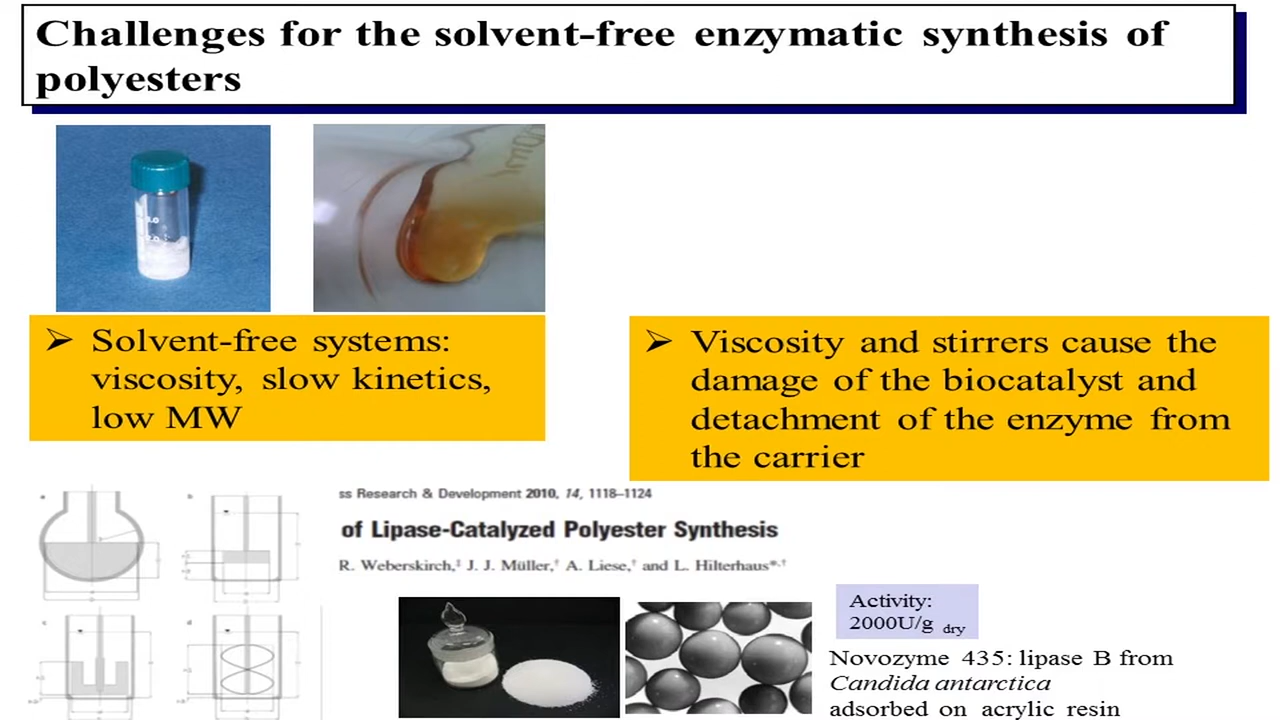 Challenges for the solvent-free enzymatic synthesis of
polyesters
➢ Solvent-free systems:
viscosity, slow kinetics,
low MW
➢ Viscosity and stirrers cause the
damage of the biocatalyst and
detachment of the enzyme from
the carrier
ss Research & Development 2010, 14, 1118–1124
of Lipase-Catalyzed Polyester Synthesis
R. Weberskirch,‡ J. J. Müller,† A. Liese,† and L. Hilterhaus*,†
a
b
c
d
Activity:
2000U/g dry
Novozyme 435: lipase B from
Candida antarctica
adsorbed on acrylic resin